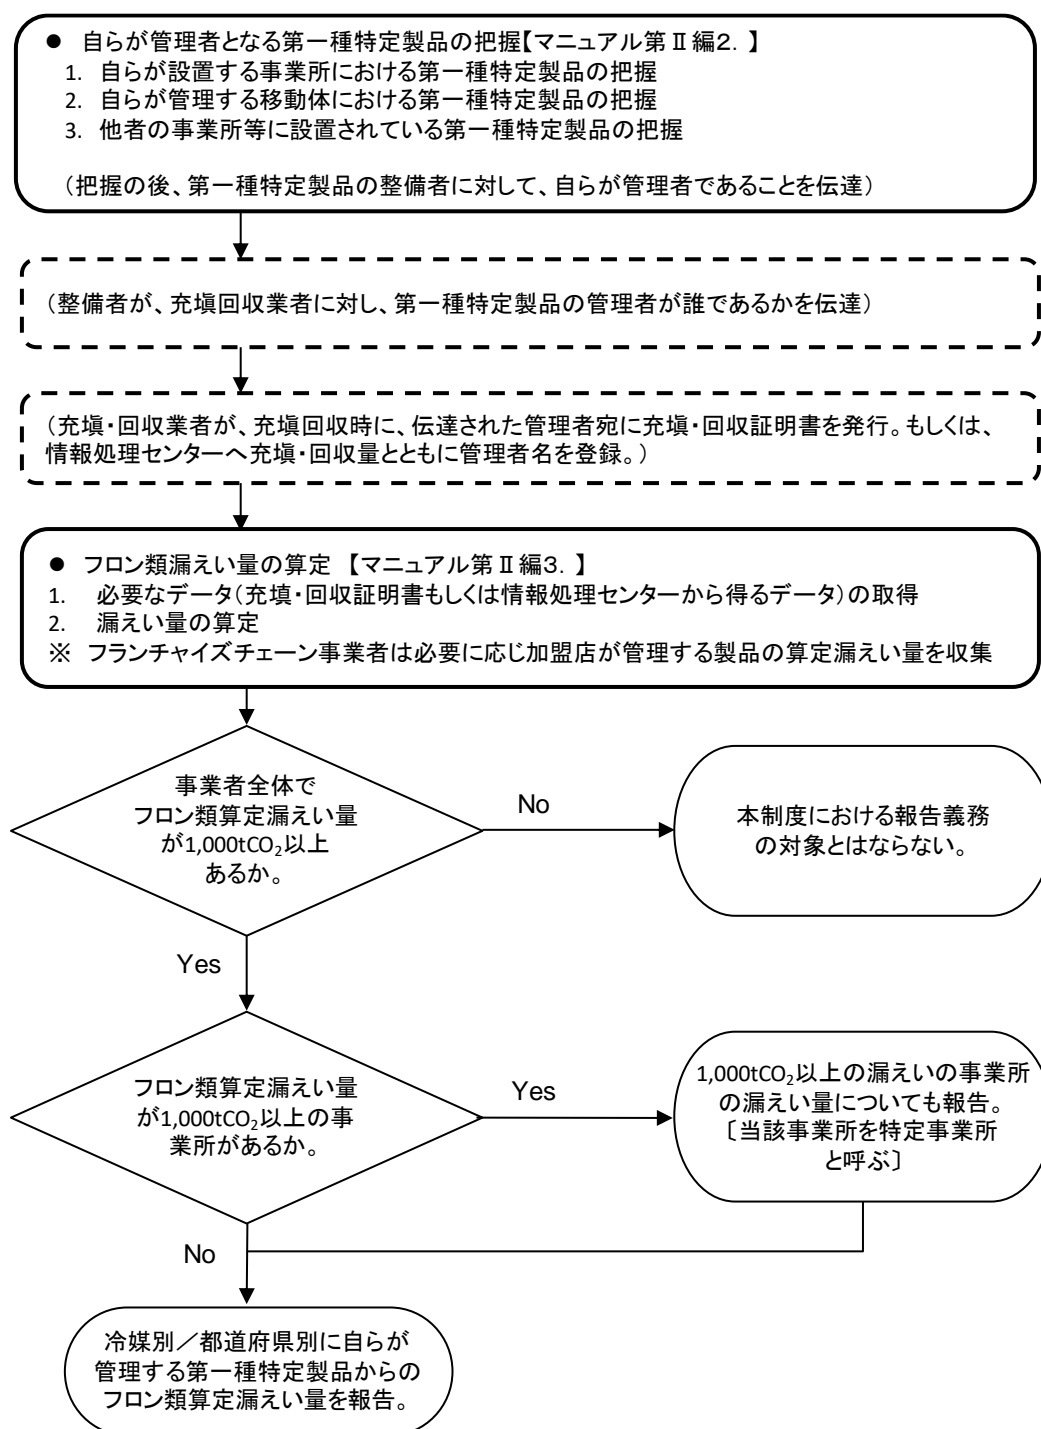 ● 自らが管理者となる第一種特定製品の把握【マニュアル第Ⅱ編2．】
1. 自らが設置する事業所における第一種特定製品の把握
2. 自らが管理する移動体における第一種特定製品の把握
3. 他者の事業所等に設置されている第一種特定製品の把握
（把握の後、第一種特定製品の整備者に対して、自らが管理者であることを伝達）
（整備者が、充塡回収業者に対し、第一種特定製品の管理者が誰であるかを伝達）
（充塡・回収業者が、充塡回収時に、伝達された管理者宛に充塡・回収証明書を発行。もしくは、
情報処理センターへ充塡・回収量とともに管理者名を登録。）
● フロン類漏えい量の算定 【マニュアル第Ⅱ編3．】
1. 必要なデータ（充填・回収証明書もしくは情報処理センターから得るデータ）の取得
2. 漏えい量の算定
※ フランチャイズチェーン事業者は必要に応じ加盟店が管理する製品の算定漏えい量を収集
事業者全体で
フロン類算定漏えい量
が1,000tCO₂以上
あるか。
No
本制度における報告義務
の対象とはならない。
Yes
フロン類算定漏えい量
が1,000tCO₂以上の事
業所があるか。
Yes
1,000tCO₂以上の漏えいの事業所
の漏えい量についても報告。
〔当該事業所を特定事業所
と呼ぶ〕
No
冷媒別／都道府県別に自らが
管理する第一種特定製品からの
フロン類算定漏えい量を報告。